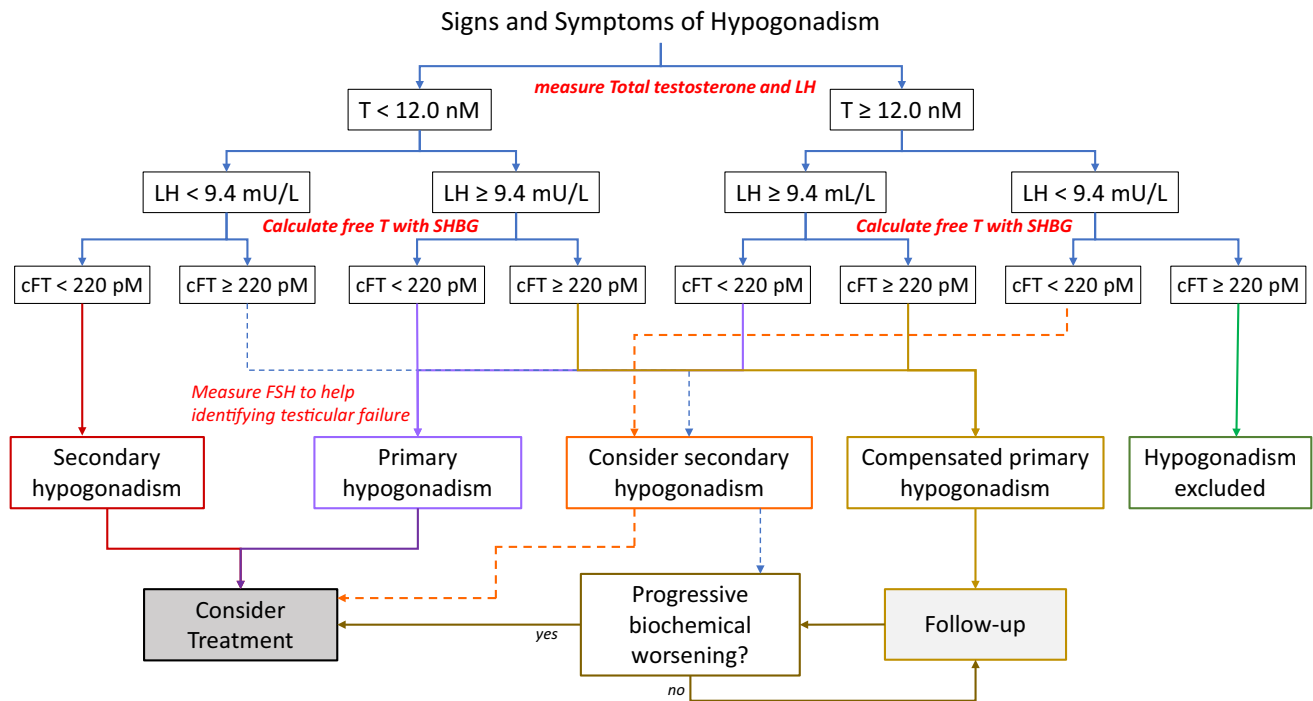 Signs and Symptoms of Hypogonadism
measure Total testosterone and LH
T < 12.0 nM
T ≥ 12.0 nM
LH < 9.4 mU/L
LH ≥ 9.4 mU/L
LH ≥ 9.4 mL/L
LH < 9.4 mU/L
Calculate free T with SHBG
Calculate free T with SHBG
cFT < 220 pM
cFT ≥ 220 pM
cFT < 220 pM
cFT ≥ 220 pM
cFT < 220 pM
cFT ≥ 220 pM
cFT < 220 pM
cFT ≥ 220 pM
Measure FSH to help
identifying testicular failure
Secondary
hypogonadism
Primary
hypogonadism
Consider secondary
hypogonadism
Compensated primary
hypogonadism
Hypogonadism
excluded
Consider
Treatment
yes
Progressive
biochemical
worsening?
Follow-up
no